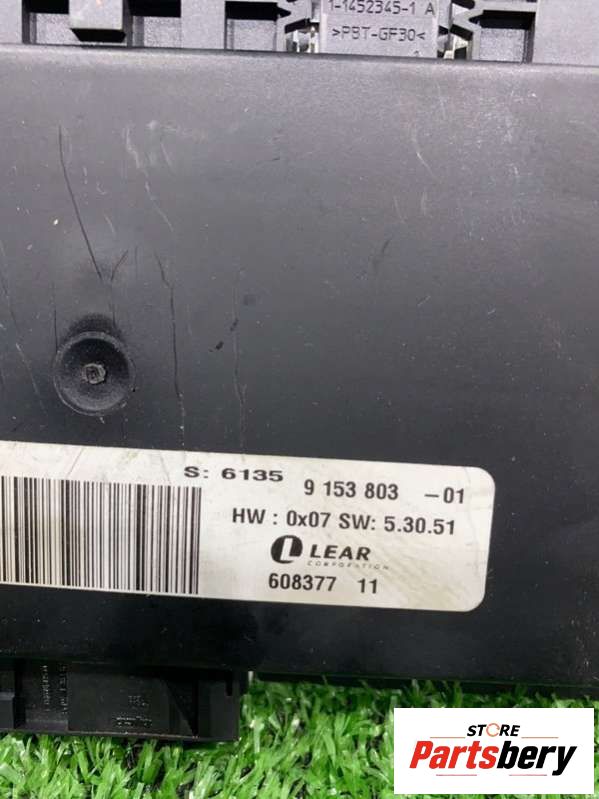 1-1452345-1 A
>PBT-GF30<
S: 6135 9 153 803 -01
HW : 0x07 SW: 5.30.51
LEAR
CORPORATION
608377 11
STORE
Partsbery